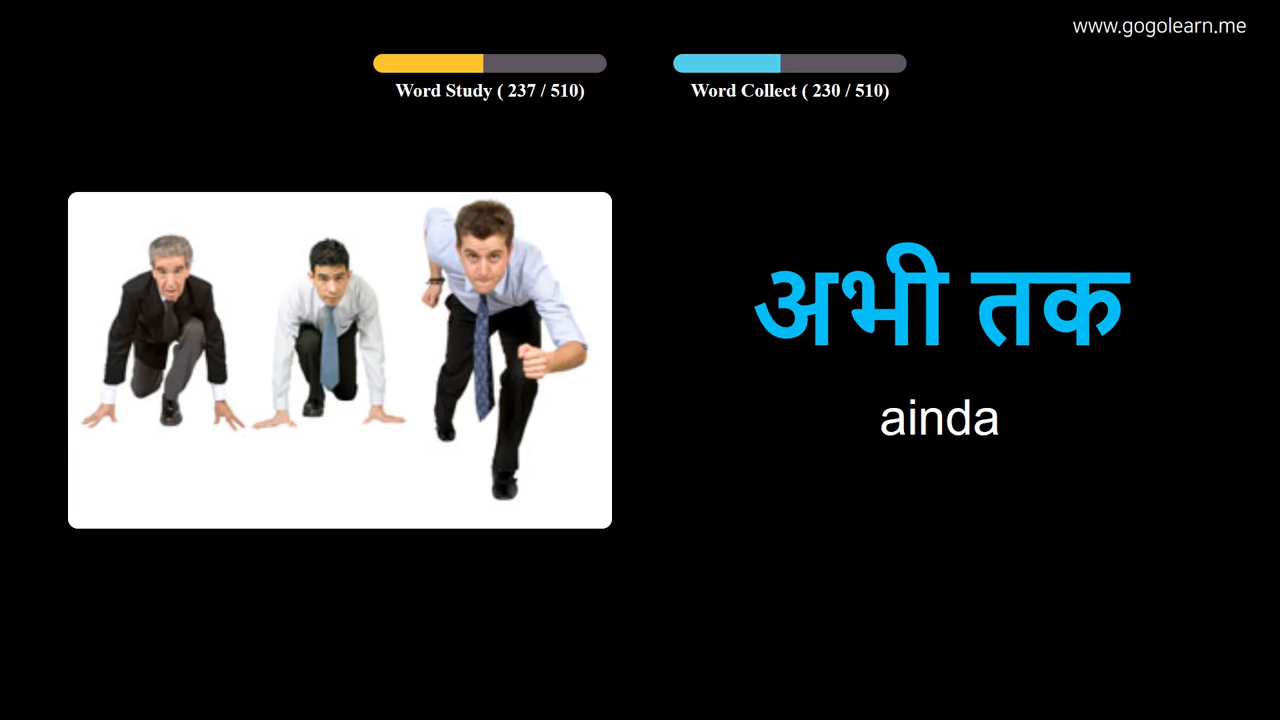 www.gogolearn.me
Word Study ( 237 / 510)
Word Collect ( 230 / 510)
अभी तक
ainda